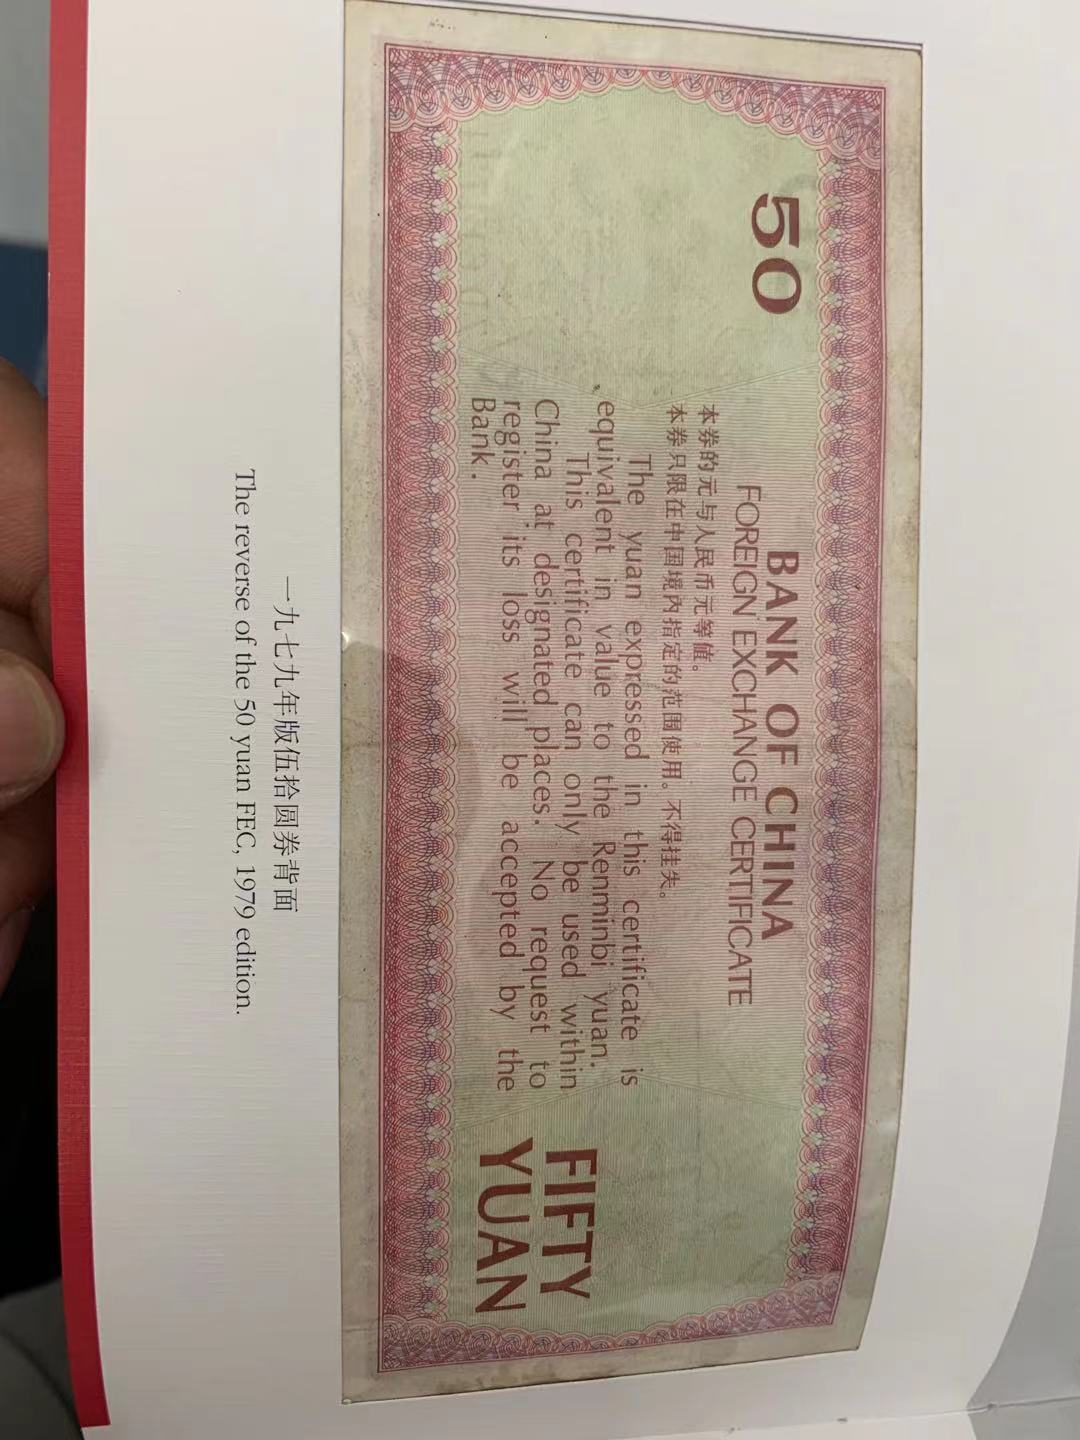 BANK OF CHINA
FOREIGN EXCHANGE CERTIFICATE
50
本券的元与人民币元等值。
本券只限在中国境内指定的范围使用。不得挂失。
The yuan expressed in this certificate is
equivalent in value to the Renminbi yuan.
This certificate can only be used within
China at designated places. No request to
register its loss will be accepted by the
Bank.
FIFTY
YUAN
一九七九年版伍拾圆券背面
The reverse of the 50 yuan FEC, 1979 edition.